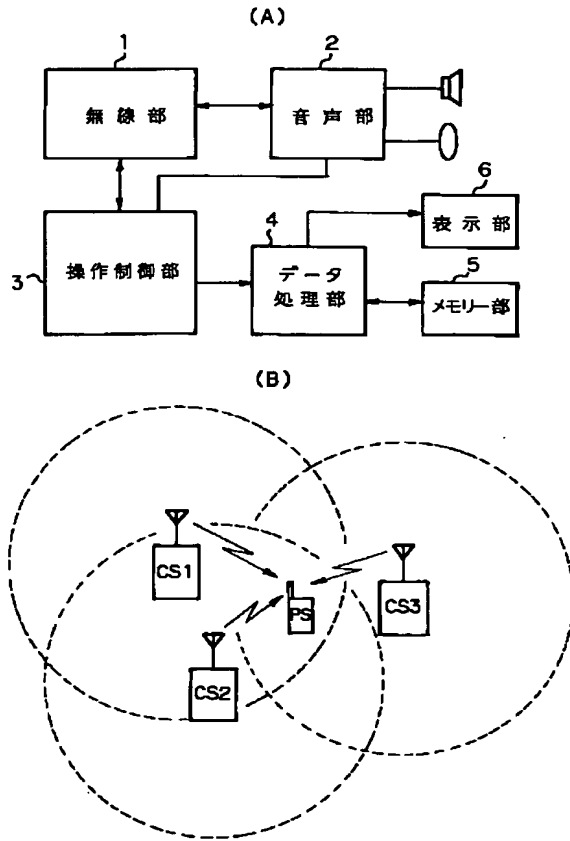 (A)
1
2
無線部
音声部
6
表示部
4
3
操作制御部
データ
処理部
5
メモリー部
(B)
CS1
PS
CS3
CS2